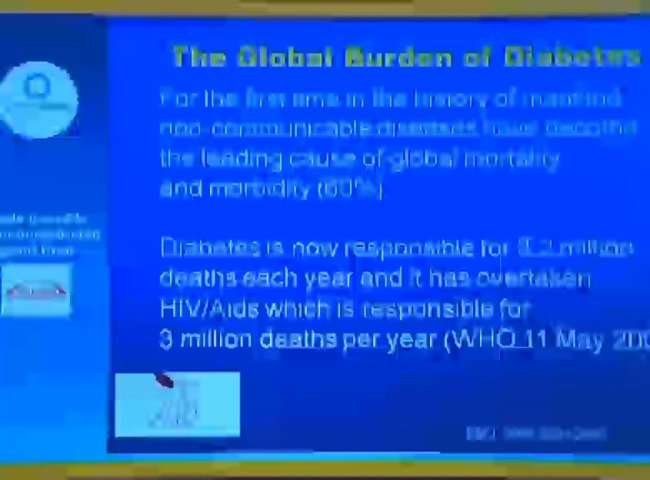 The Global Burden of Diabetes
For the first time in the history of mankind
non-communicable diseases have become
the leading cause of global mortality
and morbidity (60%)
Diabetes is now responsible for 3.2 million
deaths each year and it has overtaken
HIV/Aids which is responsible for
3 million deaths per year (WHO 11 May 200